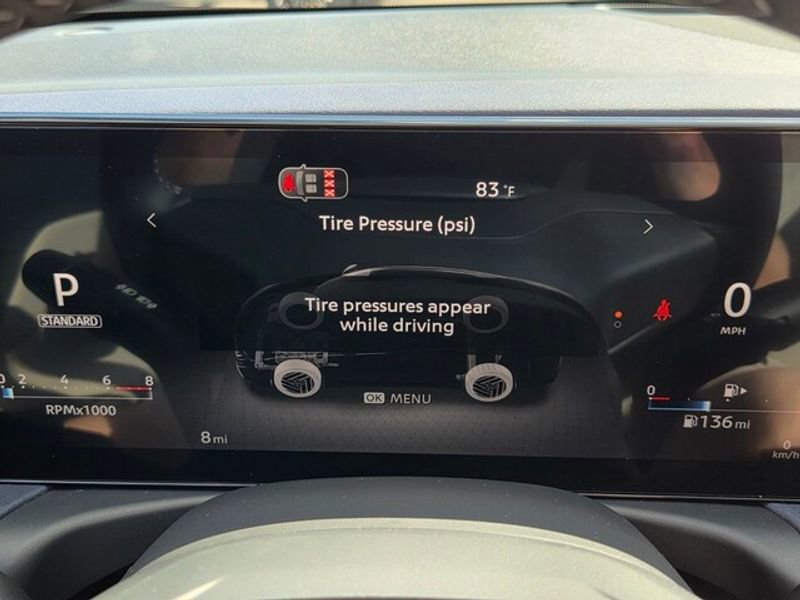 83 °F
Tire Pressure (psi)
P
STANDARD
Tire pressures appear
while driving
0
MPH
0 2 4 6 8
RPMx1000
OK MENU
0
136 mi
8 mi
0
km/h